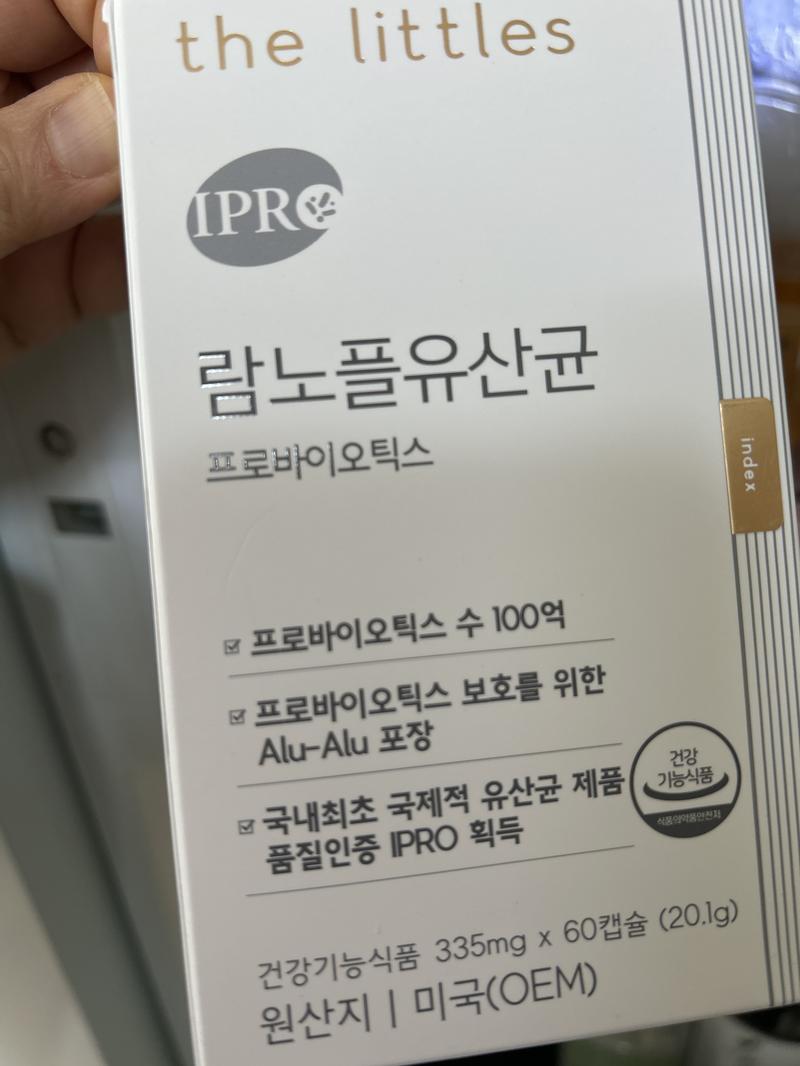 the littles
IPRO
람노플유산균
프로바이오틱스
index
프로바이오틱스 수 100억
프로바이오틱스 보호를 위한
Alu-Alu 포장
국내최초 국제적 유산균 제품
품질인증 IPRO 획득
건강
기능식품
식품의약품안전처
건강기능식품 335mg x 60캡슐 (20.1g)
원산지 | 미국(OEM)